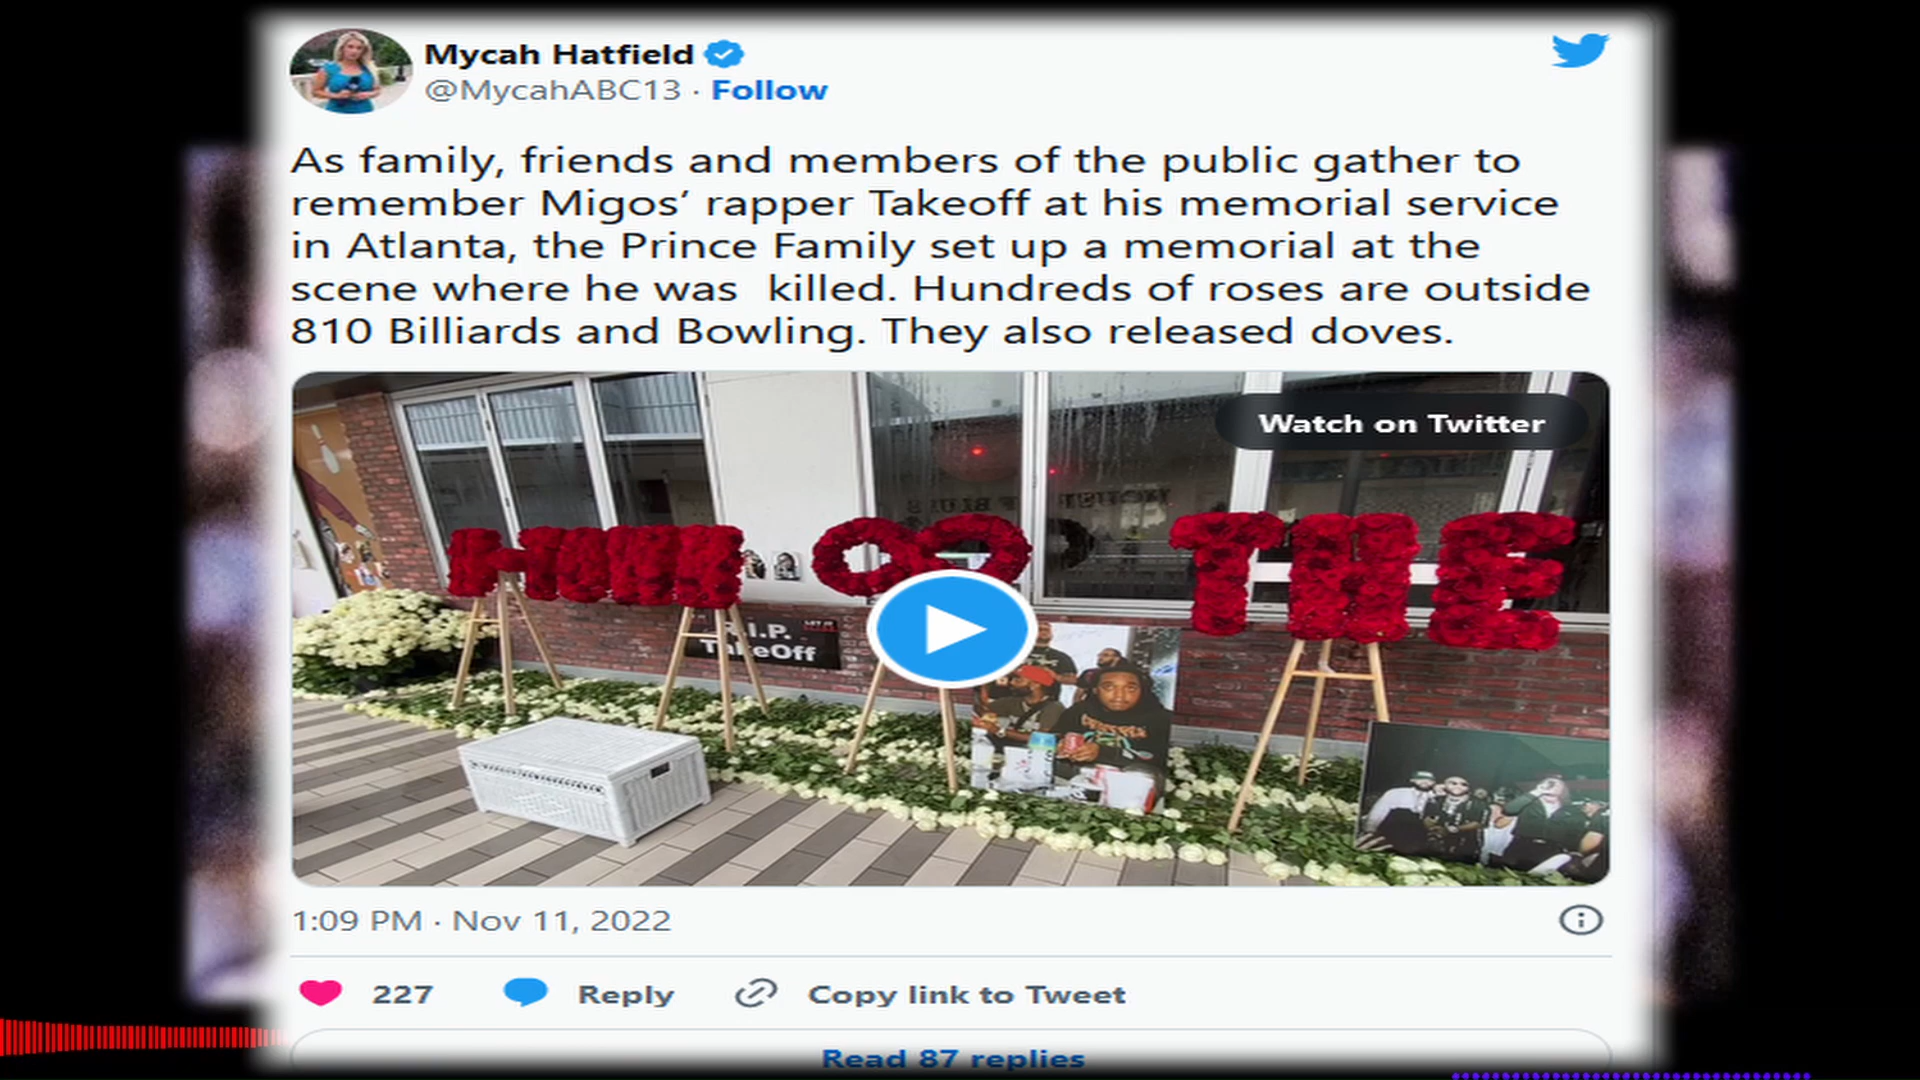 Mycah Hatfield
@MycahABC13 · Follow
As family, friends and members of the public gather to
remember Migos’ rapper Takeoff at his memorial service
in Atlanta, the Prince Family set up a memorial at the
scene where he was  killed. Hundreds of roses are outside
810 Billiards and Bowling. They also released doves.
Watch on Twitter
THE
1:09 PM · Nov 11, 2022
227 Reply Copy link to Tweet
Read 87 replies